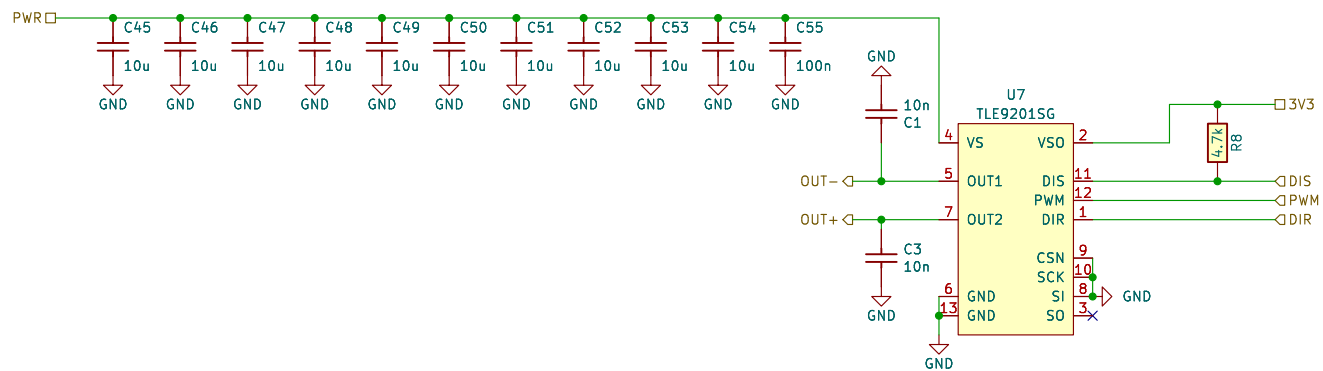 PWR
C45 C46 C47 C48 C49 C50 C51 C52 C53 C54 C55
10u 10u 10u 10u 10u 10u 10u 10u 10u 10u 100n
GND GND GND GND GND GND GND GND GND GND GND
GND
10n
C1
U7
TLE9201SG
3V3
4.7k
R8
4 VS VSO 2
OUT- 5 OUT1 DIS 11 DIS
PWM 12 PWM
OUT+ 7 OUT2 DIR 1 DIR
C3
10n
GND
CSN 9
SCK 10
6 GND SI 8 GND
13 GND SO 3
GND